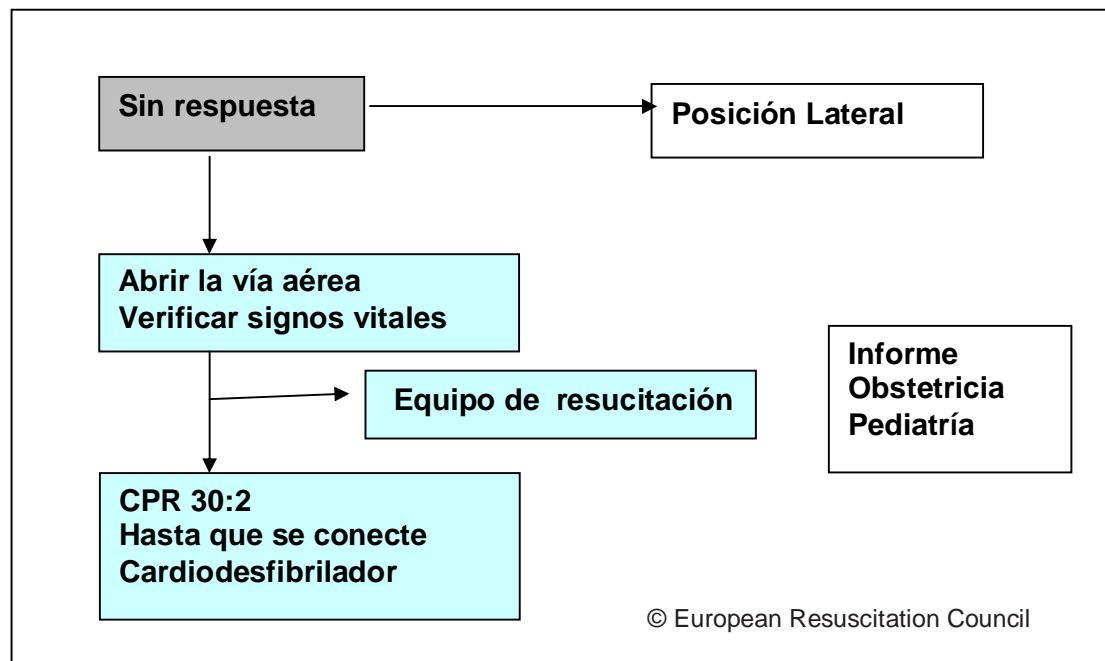 Sin respuesta
Posición Lateral
Abrir la vía aérea
Verificar signos vitales
Equipo de resucitación
Informe
Obstetricia
Pediatría
CPR 30:2
Hasta que se conecte
Cardiodesfibrilador
© European Resuscitation Council